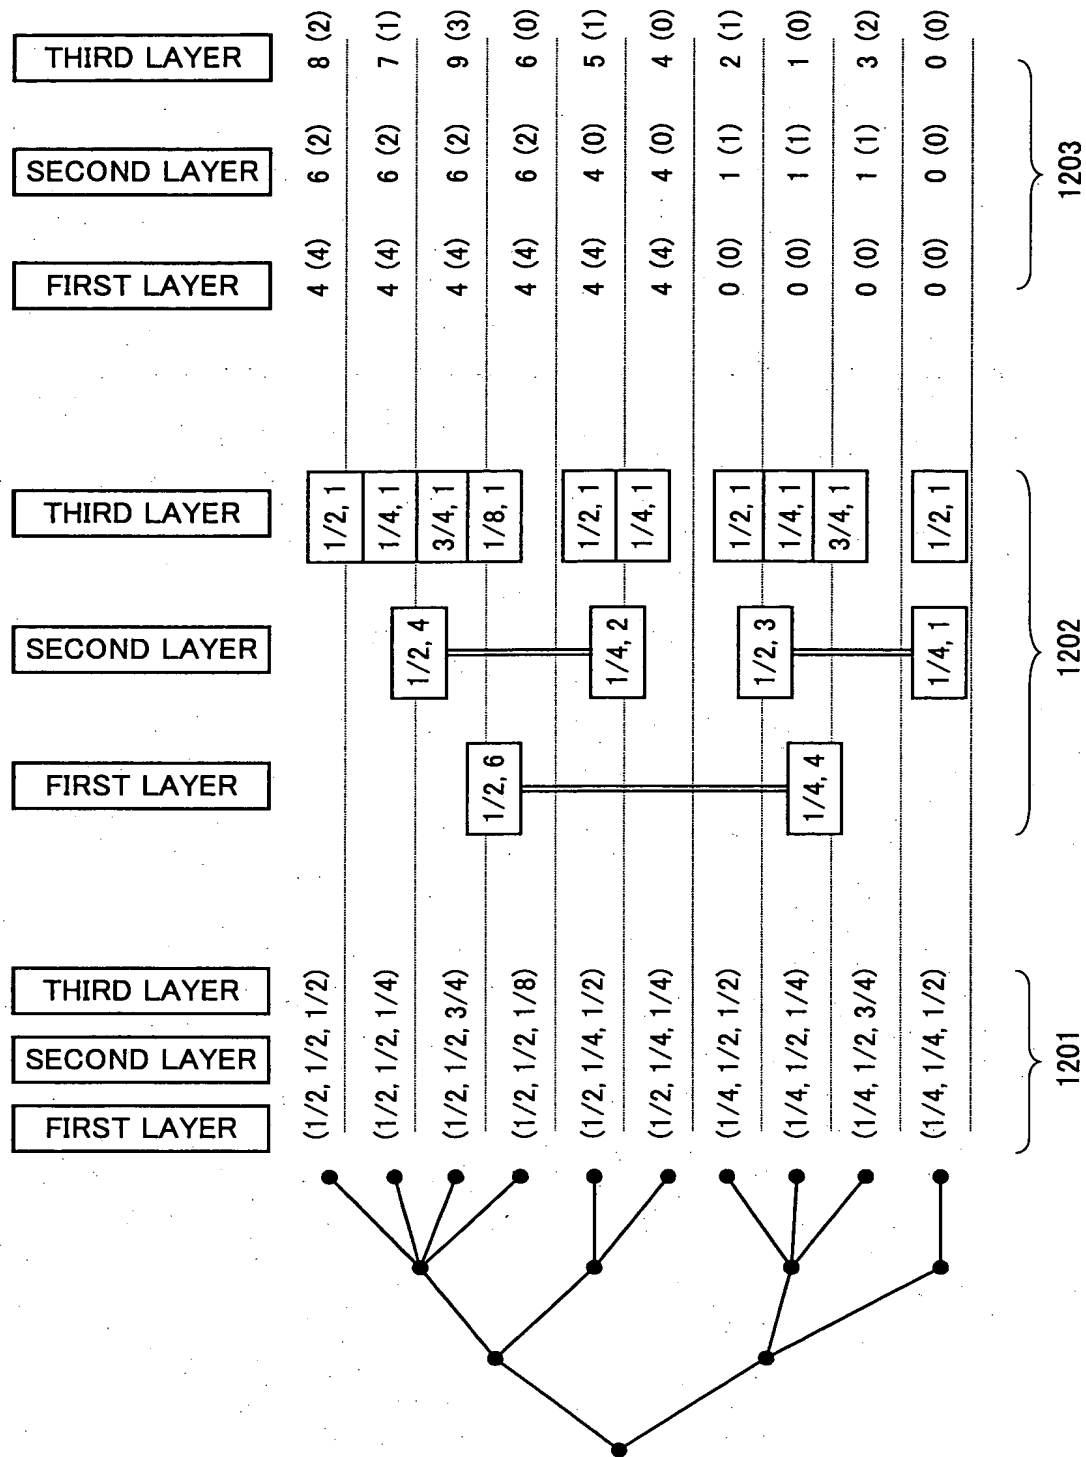 THIRD LAYER
8 (2)
7 (1)
9 (3)
6 (0)
5 (1)
4 (0)
2 (1)
1 (0)
3 (2)
0 (0)
SECOND LAYER
6 (2)
6 (2)
6 (2)
6 (2)
4 (0)
4 (0)
1 (1)
1 (1)
1 (1)
0 (0)
FIRST LAYER
4 (4)
4 (4)
4 (4)
4 (4)
4 (4)
4 (4)
0 (0)
0 (0)
0 (0)
0 (0)
1203
THIRD LAYER
1/2, 1
1/4, 1
3/4, 1
1/8, 1
1/2, 1
1/4, 1
1/2, 1
1/4, 1
3/4, 1
1/2, 1
SECOND LAYER
1/2, 4
1/4, 2
1/2, 3
1/4, 1
FIRST LAYER
1/2, 6
1/4, 4
1202
THIRD LAYER
SECOND LAYER
FIRST LAYER
(1/2, 1/2, 1/2)
(1/2, 1/2, 1/4)
(1/2, 1/2, 3/4)
(1/2, 1/2, 1/8)
(1/2, 1/4, 1/2)
(1/2, 1/4, 1/4)
(1/4, 1/2, 1/2)
(1/4, 1/2, 1/4)
(1/4, 1/2, 3/4)
(1/4, 1/4, 1/2)
1201